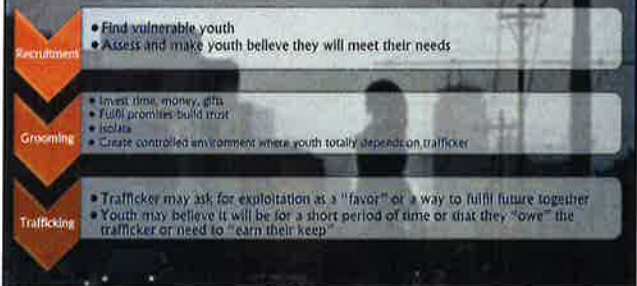 Recruitment
• Find vulnerable youth
• Assess and make youth believe they will meet their needs
Grooming
• Invest time, money, gifts
• Fulfil promises build trust
• Isolate
• Create controlled environment where youth totally depends on trafficker
Trafficking
• Trafficker may ask for exploitation as a "favor" or a way to fulfil future together
• Youth may believe it will be for a short period of time or that they "owe" the
trafficker or need to "earn their keep"